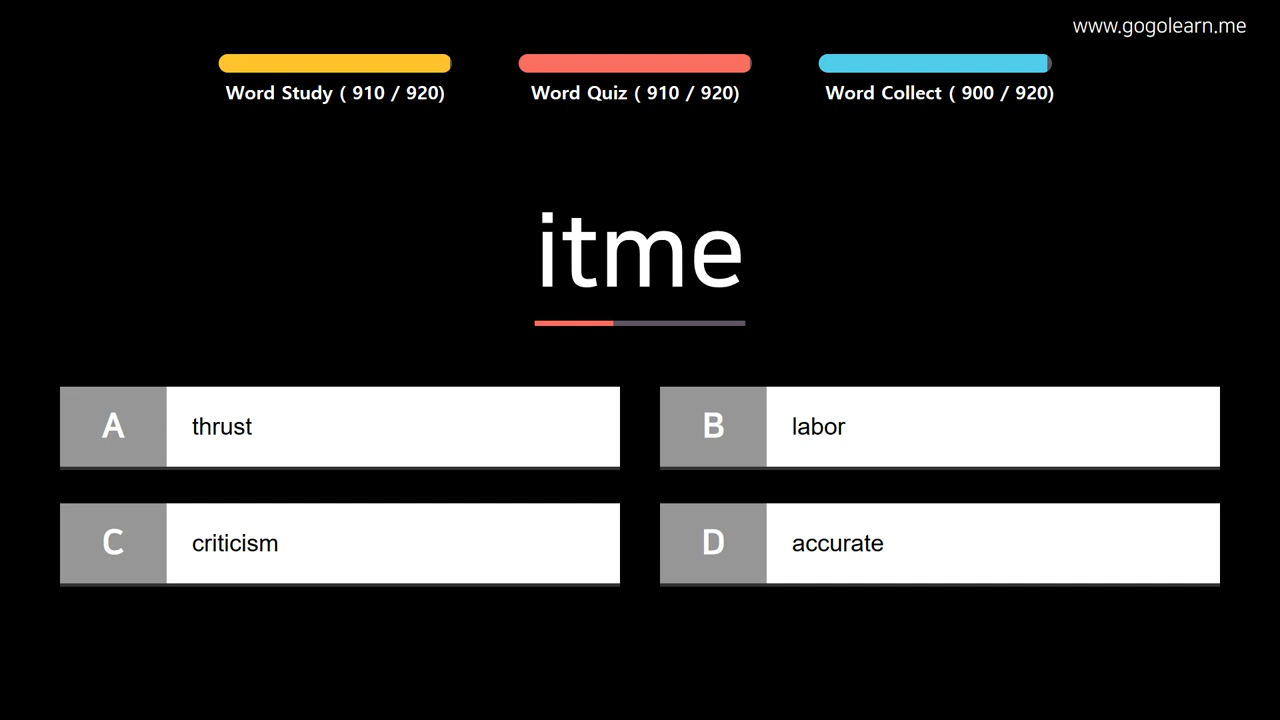 www.gogolearn.me
Word Study ( 910 / 920)
Word Quiz ( 910 / 920)
Word Collect ( 900 / 920)
itme
A thrust
B labor
C criticism
D accurate